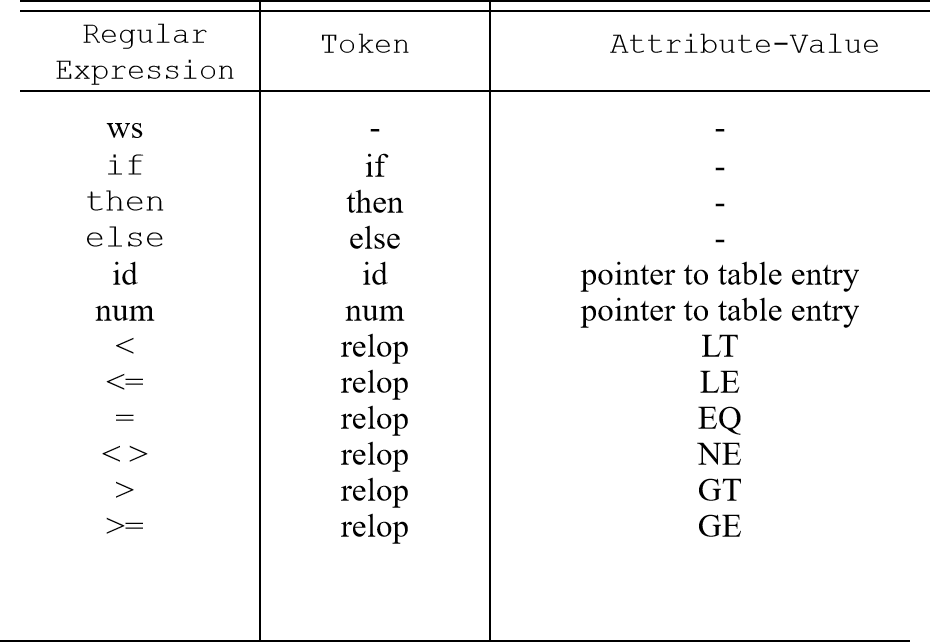 Regular Expression Token Attribute-Value
ws - -
if if -
then then -
else else -
id id pointer to table entry
num num pointer to table entry
< relop LT
<= relop LE
= relop EQ
< > relop NE
> relop GT
>= relop GE